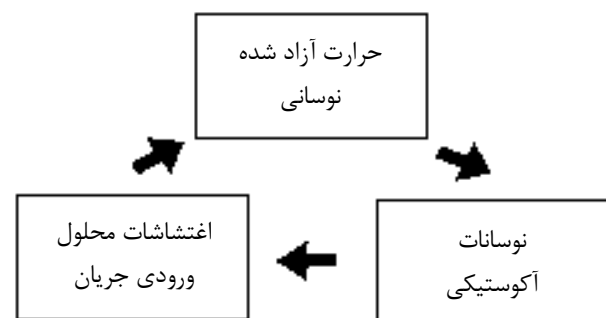 حرارت آزاد شده
نوسانی
نوسانات
آکوستیکی
اغتشاشات محلول
ورودی جریان